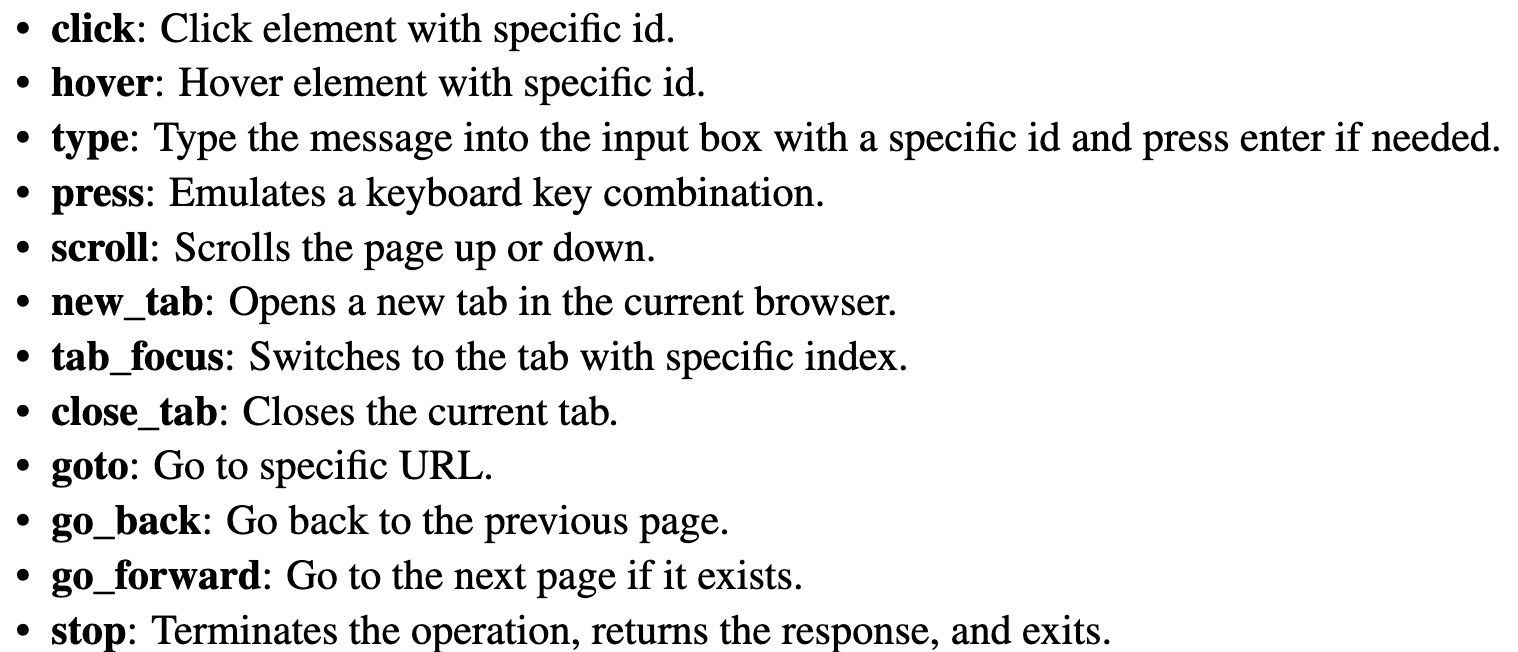 • click: Click element with specific id.
• hover: Hover element with specific id.
• type: Type the message into the input box with a specific id and press enter if needed.
• press: Emulates a keyboard key combination.
• scroll: Scrolls the page up or down.
• new_tab: Opens a new tab in the current browser.
• tab_focus: Switches to the tab with specific index.
• close_tab: Closes the current tab.
• goto: Go to specific URL.
• go_back: Go back to the previous page.
• go_forward: Go to the next page if it exists.
• stop: Terminates the operation, returns the response, and exits.